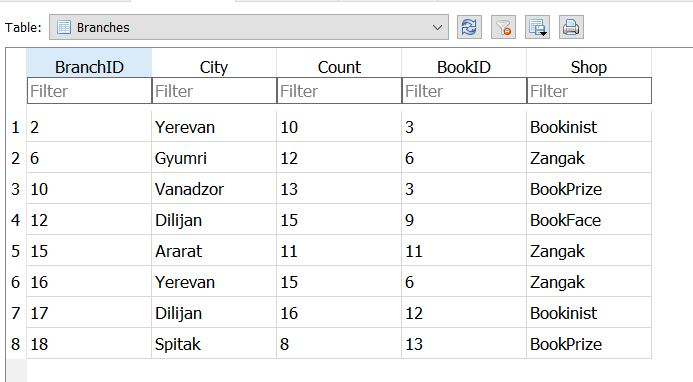 Table: Branches
BranchID City Count BookID Shop
Filter Filter Filter Filter Filter
1 2 Yerevan 10 3 Bookinist
2 6 Gyumri 12 6 Zangak
3 10 Vanadzor 13 3 BookPrize
4 12 Dilijan 15 9 BookFace
5 15 Ararat 11 11 Zangak
6 16 Yerevan 15 6 Zangak
7 17 Dilijan 16 12 Bookinist
8 18 Spitak 8 13 BookPrize